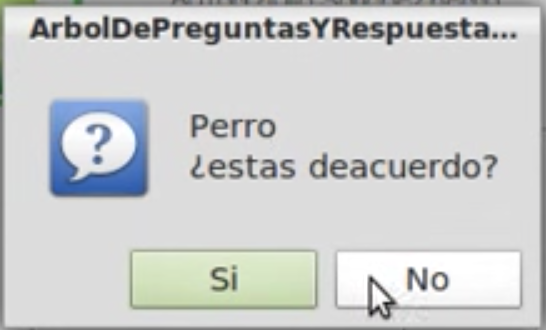 ArbolDePreguntasYRespuesta...
Perro
¿estas deacuerdo?
Si
No